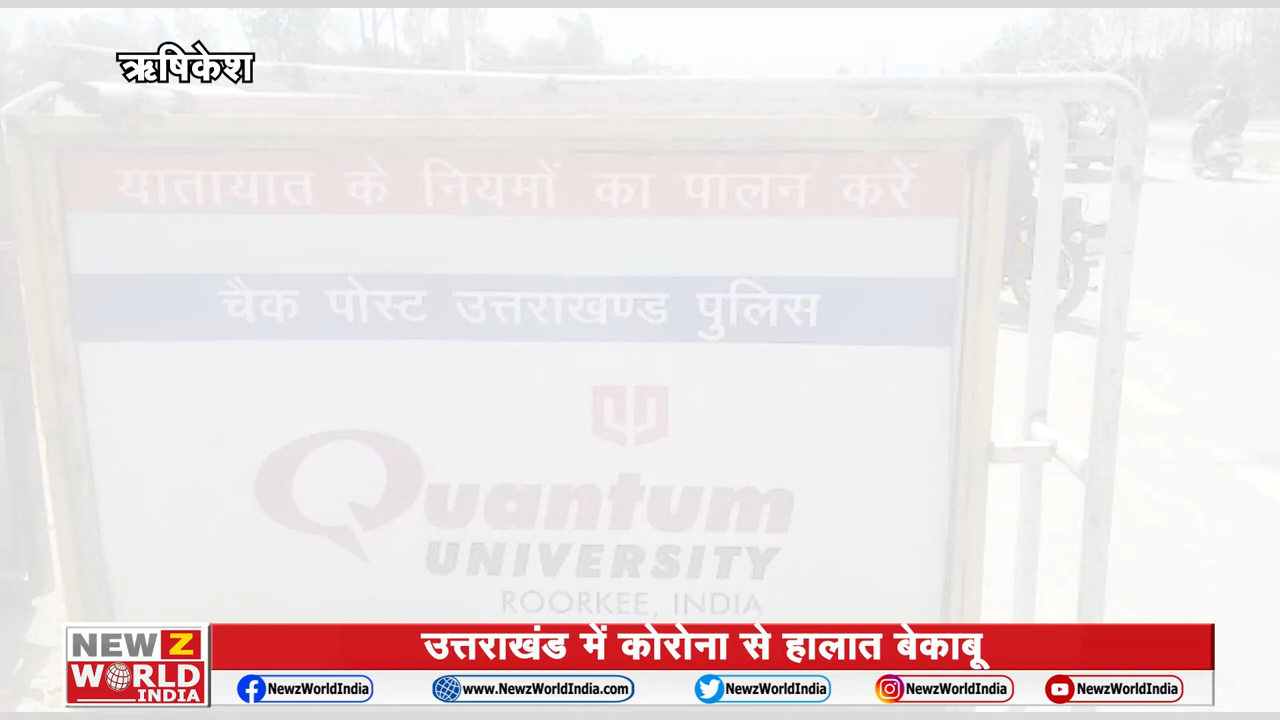 ऋषिकेश
यातायात के नियमों का पालन करें
चैक पोस्ट उत्तराखण्ड पुलिस
Quantum
UNIVERSITY
ROORKEE, INDIA
उत्तराखंड में कोरोना से हालात बेकाबू
NEWZ
WORLD
INDIA
NewzWorldIndia www.NewzWorldIndia.com NewzWorldIndia NewzWorldIndia NewzWorldIndia